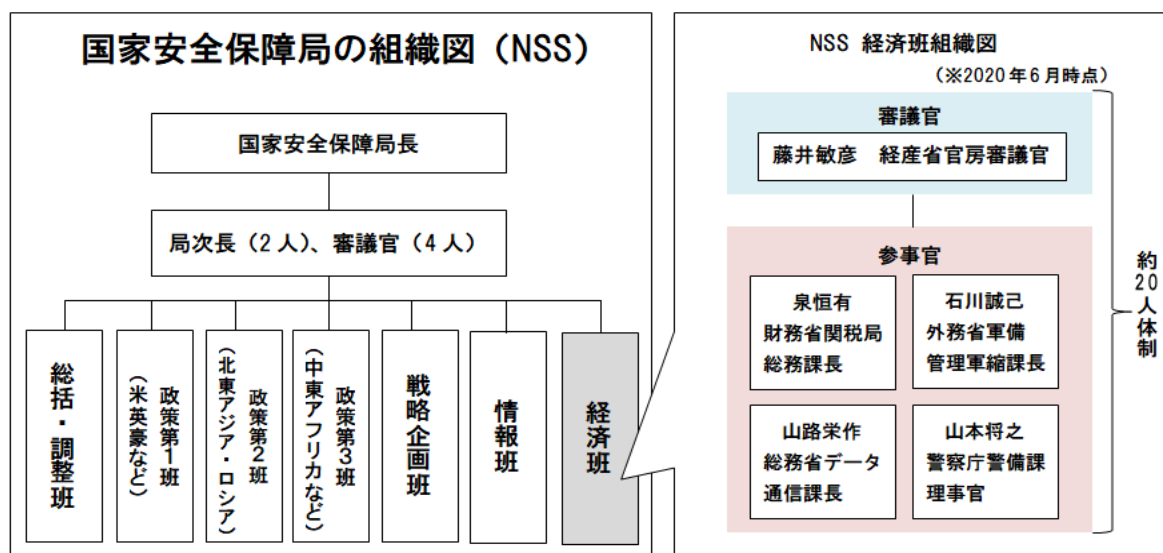 国家安全保障局の組織図（NSS）
国家安全保障局長
局次長（2人）、審議官（4人）
総括・調整班
政策第1班
（米英豪など）
政策第2班
（北東アジア・ロシア）
政策第3班
（中東アフリカなど）
戦略企画班
情報班
経済班
NSS 経済班組織図
（※2020年6月時点）
審議官
藤井敏彦　経産省官房審議官
参事官
泉恒有
財務省関税局
総務課長
石川誠己
外務省軍備
管理軍縮課長
山路栄作
総務省データ
通信課長
山本将之
警察庁警備課
理事官
約20人体制